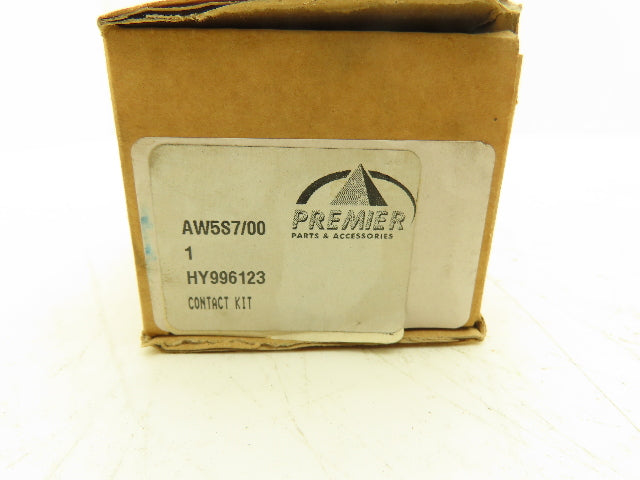 AW5S7/00
1
HY996123
CONTACT KIT
PREMIER
PARTS & ACCESSORIES